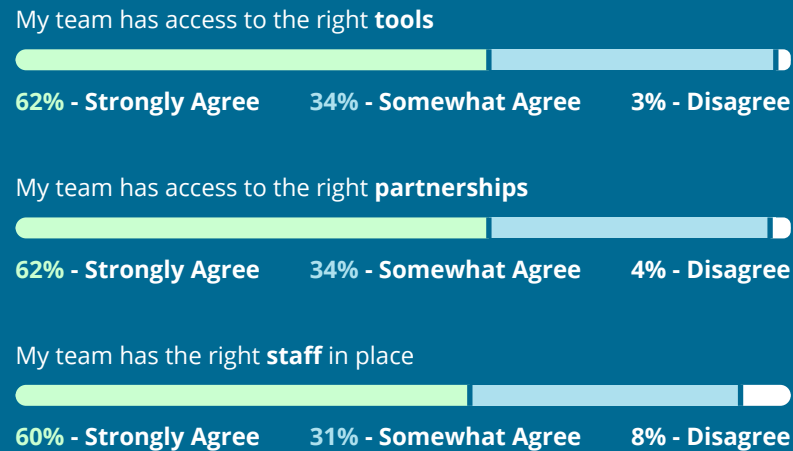 My team has access to the right tools
62% - Strongly Agree 34% - Somewhat Agree 3% - Disagree
My team has access to the right partnerships
62% - Strongly Agree 34% - Somewhat Agree 4% - Disagree
My team has the right staff in place
60% - Strongly Agree 31% - Somewhat Agree 8% - Disagree